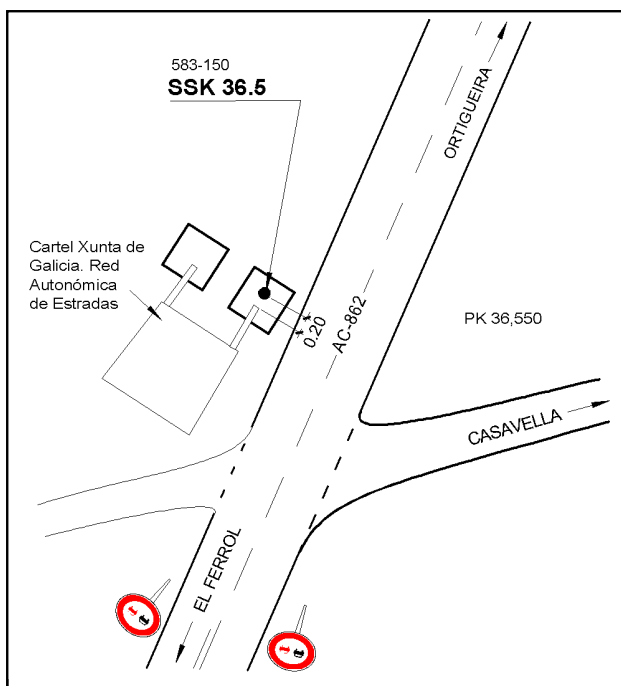 583-150
SSK 36.5
ORTIGUEIRA
Cartel Xunta de
Galicia. Red
Autonómica
de Estradas
0.20
AC-862
PK 36,550
CASAVELLA
EL FERROL